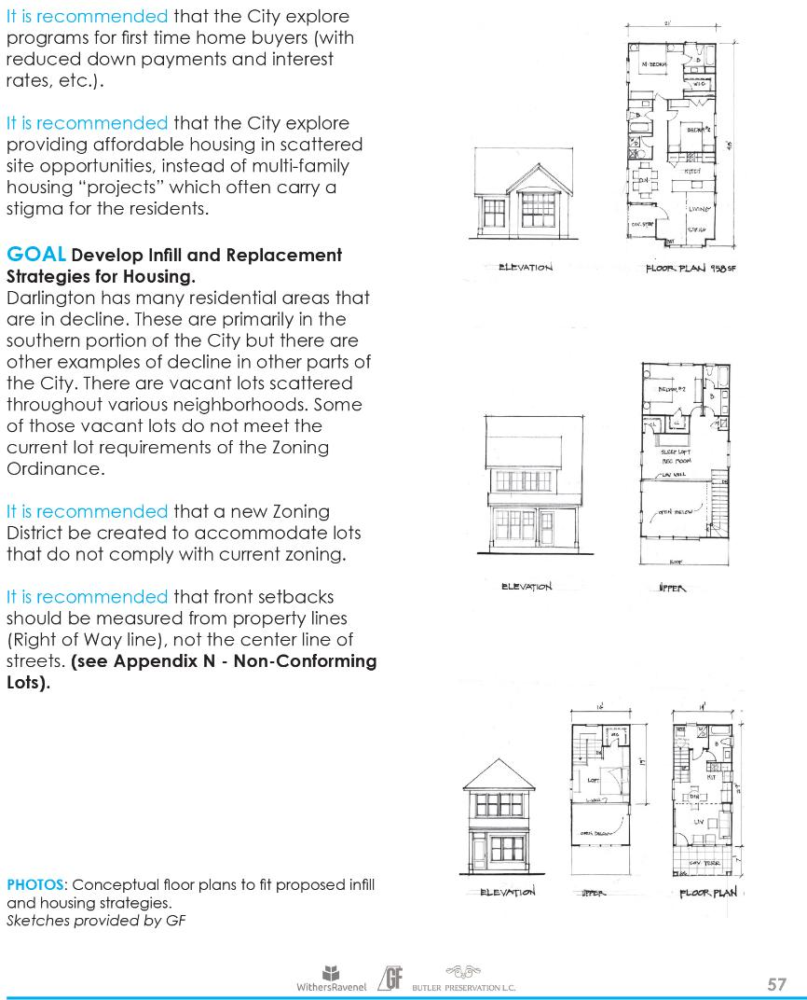 It is recommended that the City explore
programs for first time home buyers (with
reduced down payments and interest
rates, etc.).
It is recommended that the City explore
providing affordable housing in scattered
site opportunities, instead of multi-family
housing “projects” which often carry a
stigma for the residents.
GOAL Develop Infill and Replacement
Strategies for Housing.
Darlington has many residential areas that
are in decline. These are primarily in the
southern portion of the City but there are
other examples of decline in other parts of
the City. There are vacant lots scattered
throughout various neighborhoods. Some
of those vacant lots do not meet the
current lot requirements of the Zoning
Ordinance.
It is recommended that a new Zoning
District be created to accommodate lots
that do not comply with current zoning.
It is recommended that front setbacks
should be measured from property lines
(Right of Way line), not the center line of
streets. (see Appendix N - Non-Conforming
Lots).
PHOTOS: Conceptual floor plans to fit proposed infill
and housing strategies.
Sketches provided by GF
21'
M-BEDRM
B
W.I.C.
B
BEDRM #2
KITCH
DIN
LIVING
ELEVATION
FLOOR PLAN 958 SF
BEDRM #2
B
SLEEP LOFT
REC ROOM
OPEN BELOW
ROOF
ELEVATION
UPPER
16'
LOFT
OPEN BELOW
19'
B
KIT
DIN
LIV
COV. TERR
7'
ELEVATION
UPPER
FLOOR PLAN
WithersRavenel
GF
BUTLER PRESERVATION L.C.
57